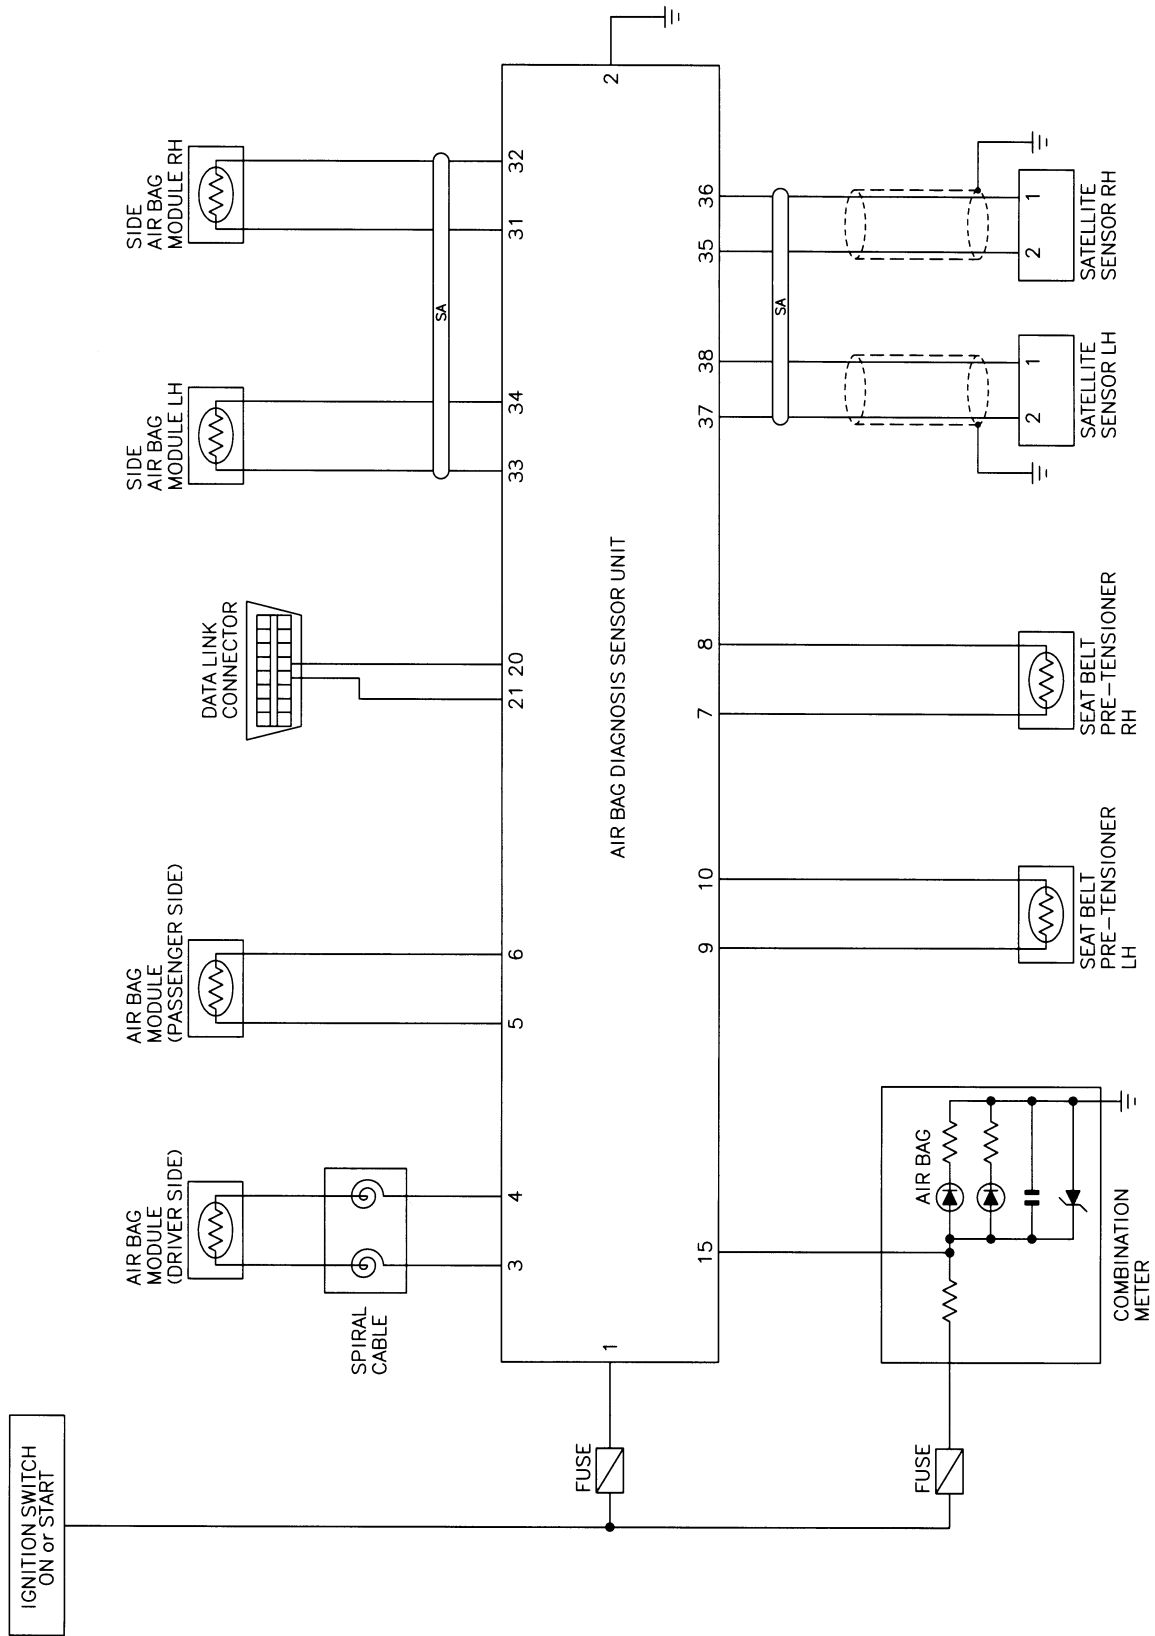 IGNITION SWITCH
ON or START
FUSE
FUSE
AIR BAG
MODULE
(DRIVER SIDE)
SPIRAL
CABLE
AIR BAG
MODULE
(PASSENGER SIDE)
DATA LINK
CONNECTOR
SIDE
AIR BAG
MODULE LH
SIDE
AIR BAG
MODULE RH
SA
3
4
5
6
21
20
33
34
31
32
1
AIR BAG DIAGNOSIS SENSOR UNIT
2
15
9
10
7
8
37
38
35
36
SA
AIR BAG
COMBINATION
METER
SEAT BELT
PRE-TENSIONER
LH
SEAT BELT
PRE-TENSIONER
RH
2
1
SATELLITE
SENSOR LH
2
1
SATELLITE
SENSOR RH